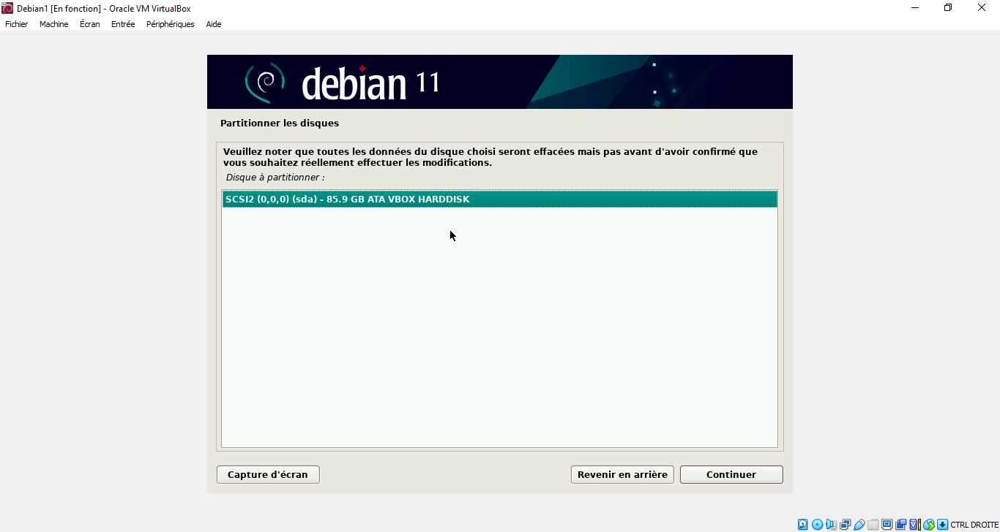 Debian1 [En fonction] - Oracle VM VirtualBox
Fichier Machine Écran Entrée Périphériques Aide
debian 11
Partitionner les disques
Veuillez noter que toutes les données du disque choisi seront effacées mais pas avant d'avoir confirmé que
vous souhaitez réellement effectuer les modifications.
Disque à partitionner :
SCSI2 (0,0,0) (sda) - 85.9 GB ATA VBOX HARDDISK
Capture d'écran Revenir en arrière Continuer
CTRL DROITE